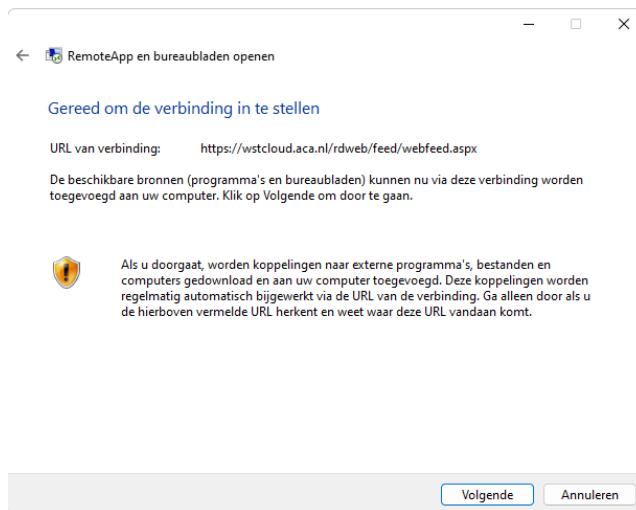 RemoteApp en bureaubladen openen
Gereed om de verbinding in te stellen
URL van verbinding: https://wstcloud.aca.nl/rdweb/feed/webfeed.aspx
De beschikbare bronnen (programma's en bureaubladen) kunnen nu via deze verbinding worden
toegevoegd aan uw computer. Klik op Volgende om door te gaan.
Als u doorgaat, worden koppelingen naar externe programma's, bestanden en
computers gedownload en aan uw computer toegevoegd. Deze koppelingen worden
regelmatig automatisch bijgewerkt via de URL van de verbinding. Ga alleen door als u
de hierboven vermelde URL herkent en weet waar deze URL vandaan komt.
Volgende Annuleren